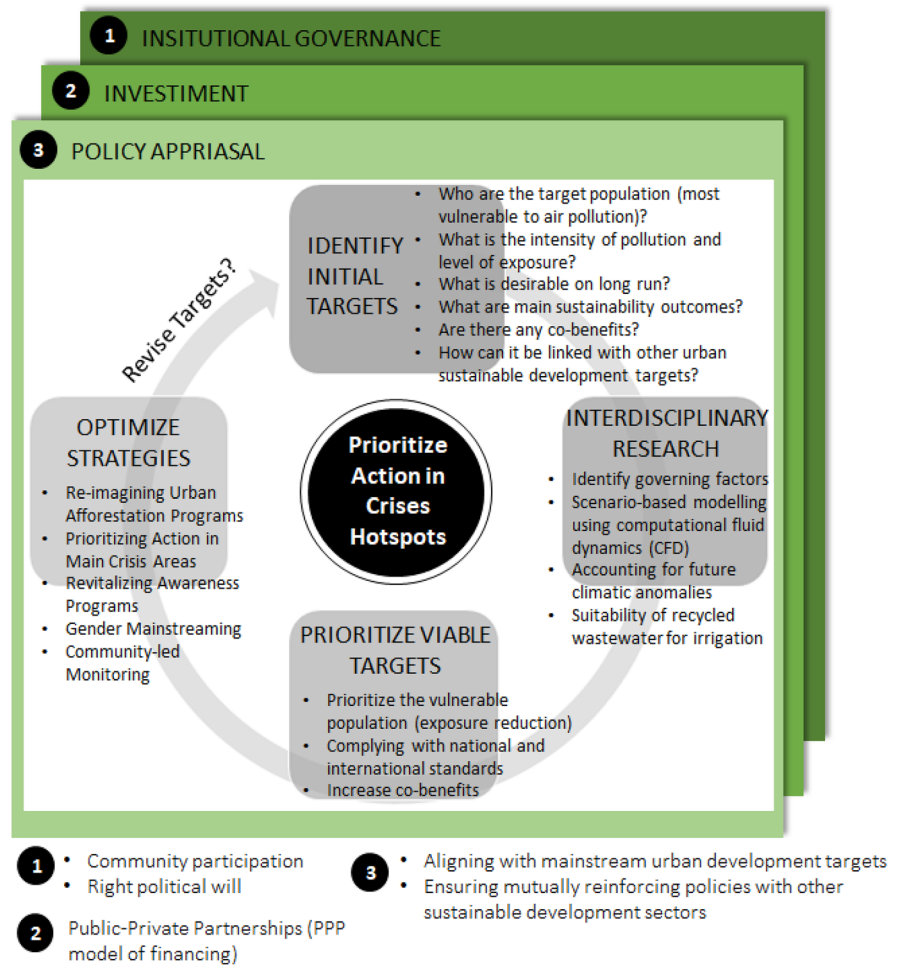 1 INSITUTIONAL GOVERNANCE
2 INVESTIMENT
3 POLICY APPRIASAL
IDENTIFY
INITIAL
TARGETS
• Who are the target population (most
vulnerable to air pollution)?
• What is the intensity of pollution and
level of exposure?
• What is desirable on long run?
• What are main sustainability outcomes?
• Are there any co-benefits?
• How can it be linked with other urban
sustainable development targets?
Revise Targets?
INTERDISCIPLINARY
RESEARCH
• Identify governing factors
• Scenario-based modelling
using computational fluid
dynamics (CFD)
• Accounting for future
climatic anomalies
• Suitability of recycled
wastewater for irrigation
Prioritize
Action in
Crises
Hotspots
OPTIMIZE
STRATEGIES
• Re-imagining Urban
Afforestation Programs
• Prioritizing Action in
Main Crisis Areas
• Revitalizing Awareness
Programs
• Gender Mainstreaming
• Community-led
Monitoring
PRIORITIZE VIABLE
TARGETS
• Prioritize the vulnerable
population (exposure reduction)
• Complying with national and
international standards
• Increase co-benefits
1 • Community participation
• Right political will
2 Public-Private Partnerships (PPP
model of financing)
3 • Aligning with mainstream urban development targets
• Ensuring mutually reinforcing policies with other
sustainable development sectors